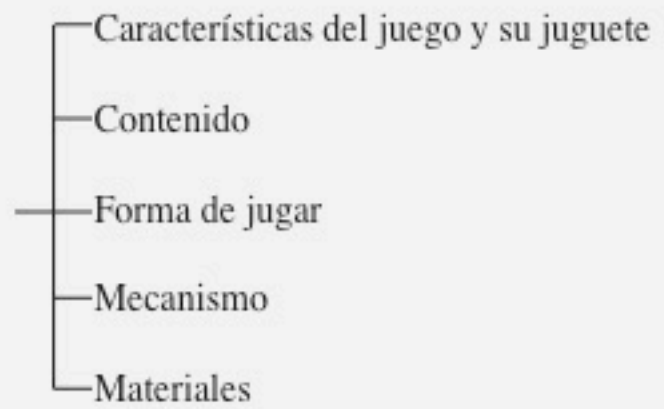 Características del juego y su juguete
Contenido
Forma de jugar
Mecanismo
Materiales